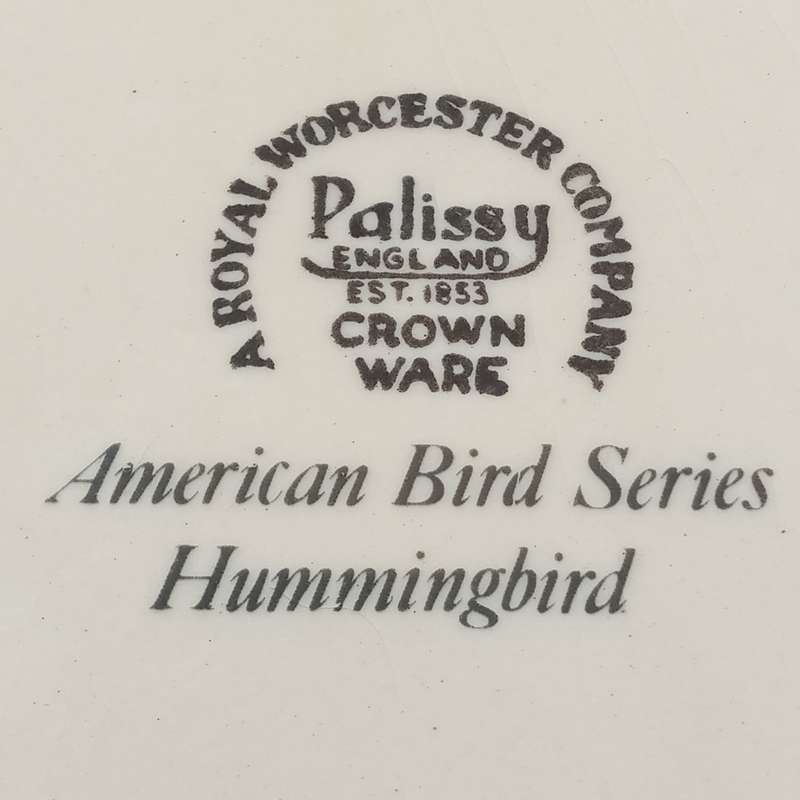 A ROYAL WORCESTER COMPANY
Palissy
ENGLAND
EST. 1853
CROWN
WARE
American Bird Series
Hummingbird